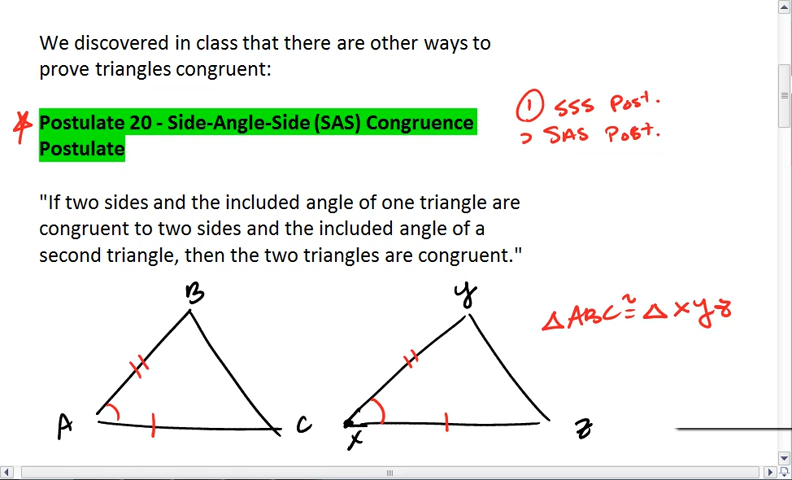 We discovered in class that there are other ways to
prove triangles congruent:
Postulate 20 - Side-Angle-Side (SAS) Congruence
Postulate
① SSS Post.
2 SAS Post.
"If two sides and the included angle of one triangle are
congruent to two sides and the included angle of a
second triangle, then the two triangles are congruent."
△ABC ≅ △XYZ
B
Y
A
C
X
Z